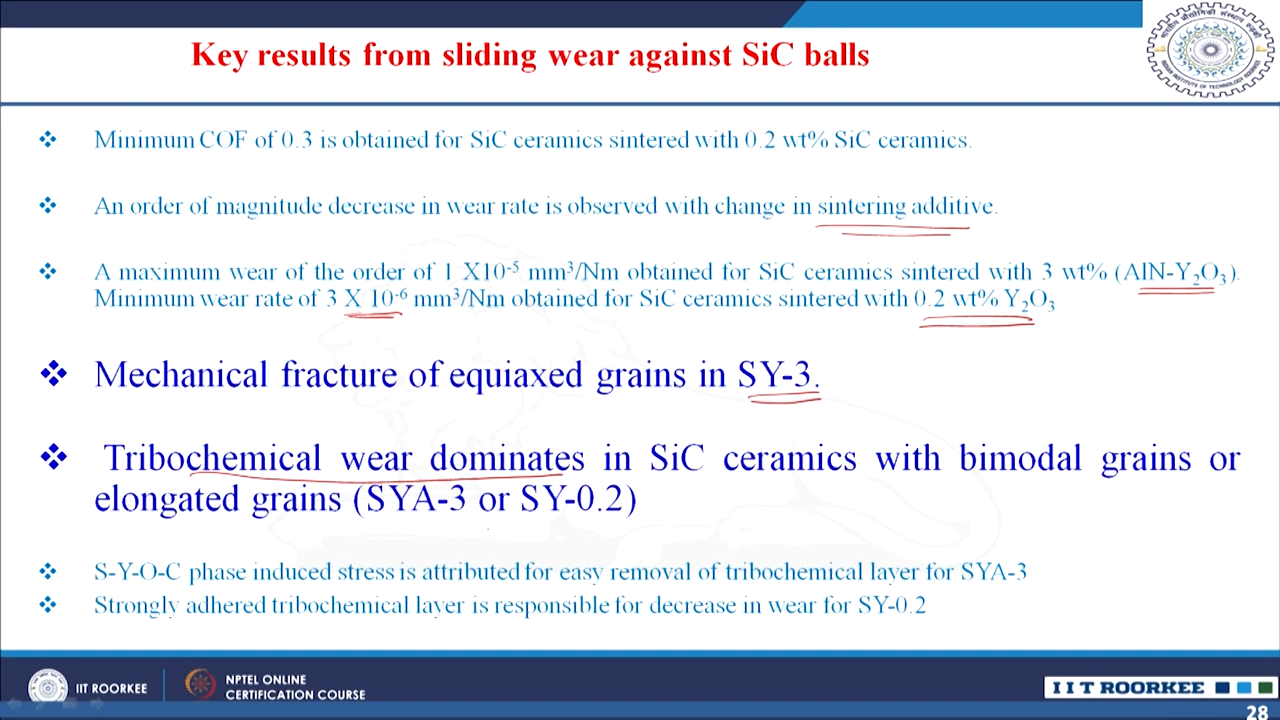 Key results from sliding wear against SiC balls
❖ Minimum COF of 0.3 is obtained for SiC ceramics sintered with 0.2 wt% SiC ceramics.
❖ An order of magnitude decrease in wear rate is observed with change in sintering additive.
❖ A maximum wear of the order of 1 X10⁻⁵ mm³/Nm obtained for SiC ceramics sintered with 3 wt% (AlN-Y₂O₃).
Minimum wear rate of 3 X 10⁻⁶ mm³/Nm obtained for SiC ceramics sintered with 0.2 wt% Y₂O₃
❖ Mechanical fracture of equiaxed grains in SY-3.
❖ Tribochemical wear dominates in SiC ceramics with bimodal grains or
elongated grains (SYA-3 or SY-0.2)
❖ S-Y-O-C phase induced stress is attributed for easy removal of tribochemical layer for SYA-3
❖ Strongly adhered tribochemical layer is responsible for decrease in wear for SY-0.2
IIT ROORKEE
NPTEL ONLINE
CERTIFICATION COURSE
IIT ROORKEE
28